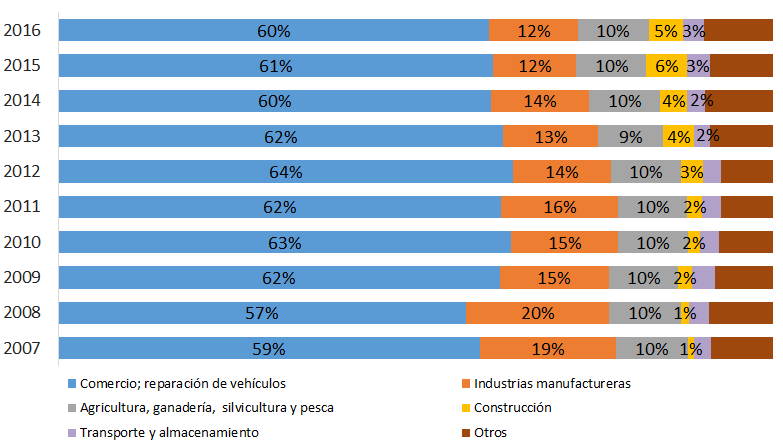 2016 60% 12% 10% 5% 3%
2015 61% 12% 10% 6% 3%
2014 60% 14% 10% 4% 2%
2013 62% 13% 9% 4% 2%
2012 64% 14% 10% 3%
2011 62% 16% 10% 2%
2010 63% 15% 10% 2%
2009 62% 15% 10% 2%
2008 57% 20% 10% 1%
2007 59% 19% 10% 1%
Comercio; reparación de vehículos Industrias manufactureras
Agricultura, ganadería, silvicultura y pesca Construcción
Transporte y almacenamiento Otros